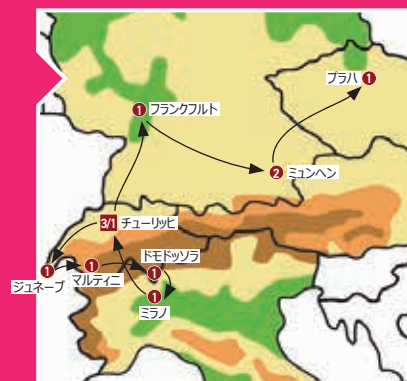 プラハ 1
1 フランクフルト
2 ミュンヘン
3/1 チューリッヒ
ドモドッソラ
1
1
1
ジュネーブ
マルティニ
1
ミラノ